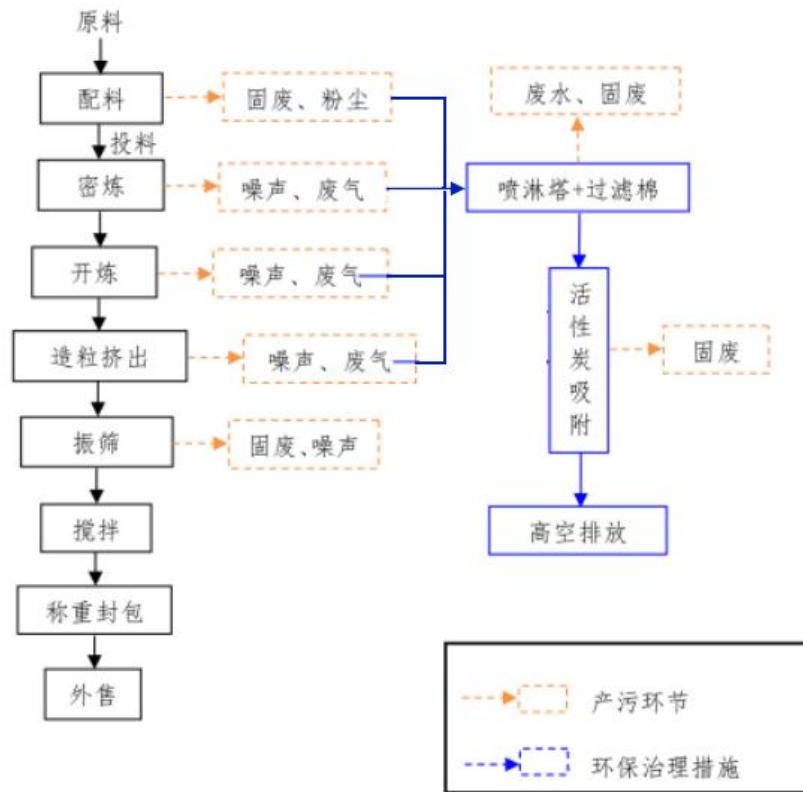 原料
配料
固废、粉尘
废水、固废
投料
密炼
噪声、废气
喷淋塔+过滤棉
开炼
噪声、废气
活性炭吸附
造粒挤出
噪声、废气
固废
振筛
固废、噪声
搅拌
高空排放
称重封包
外售
产污环节
环保治理措施